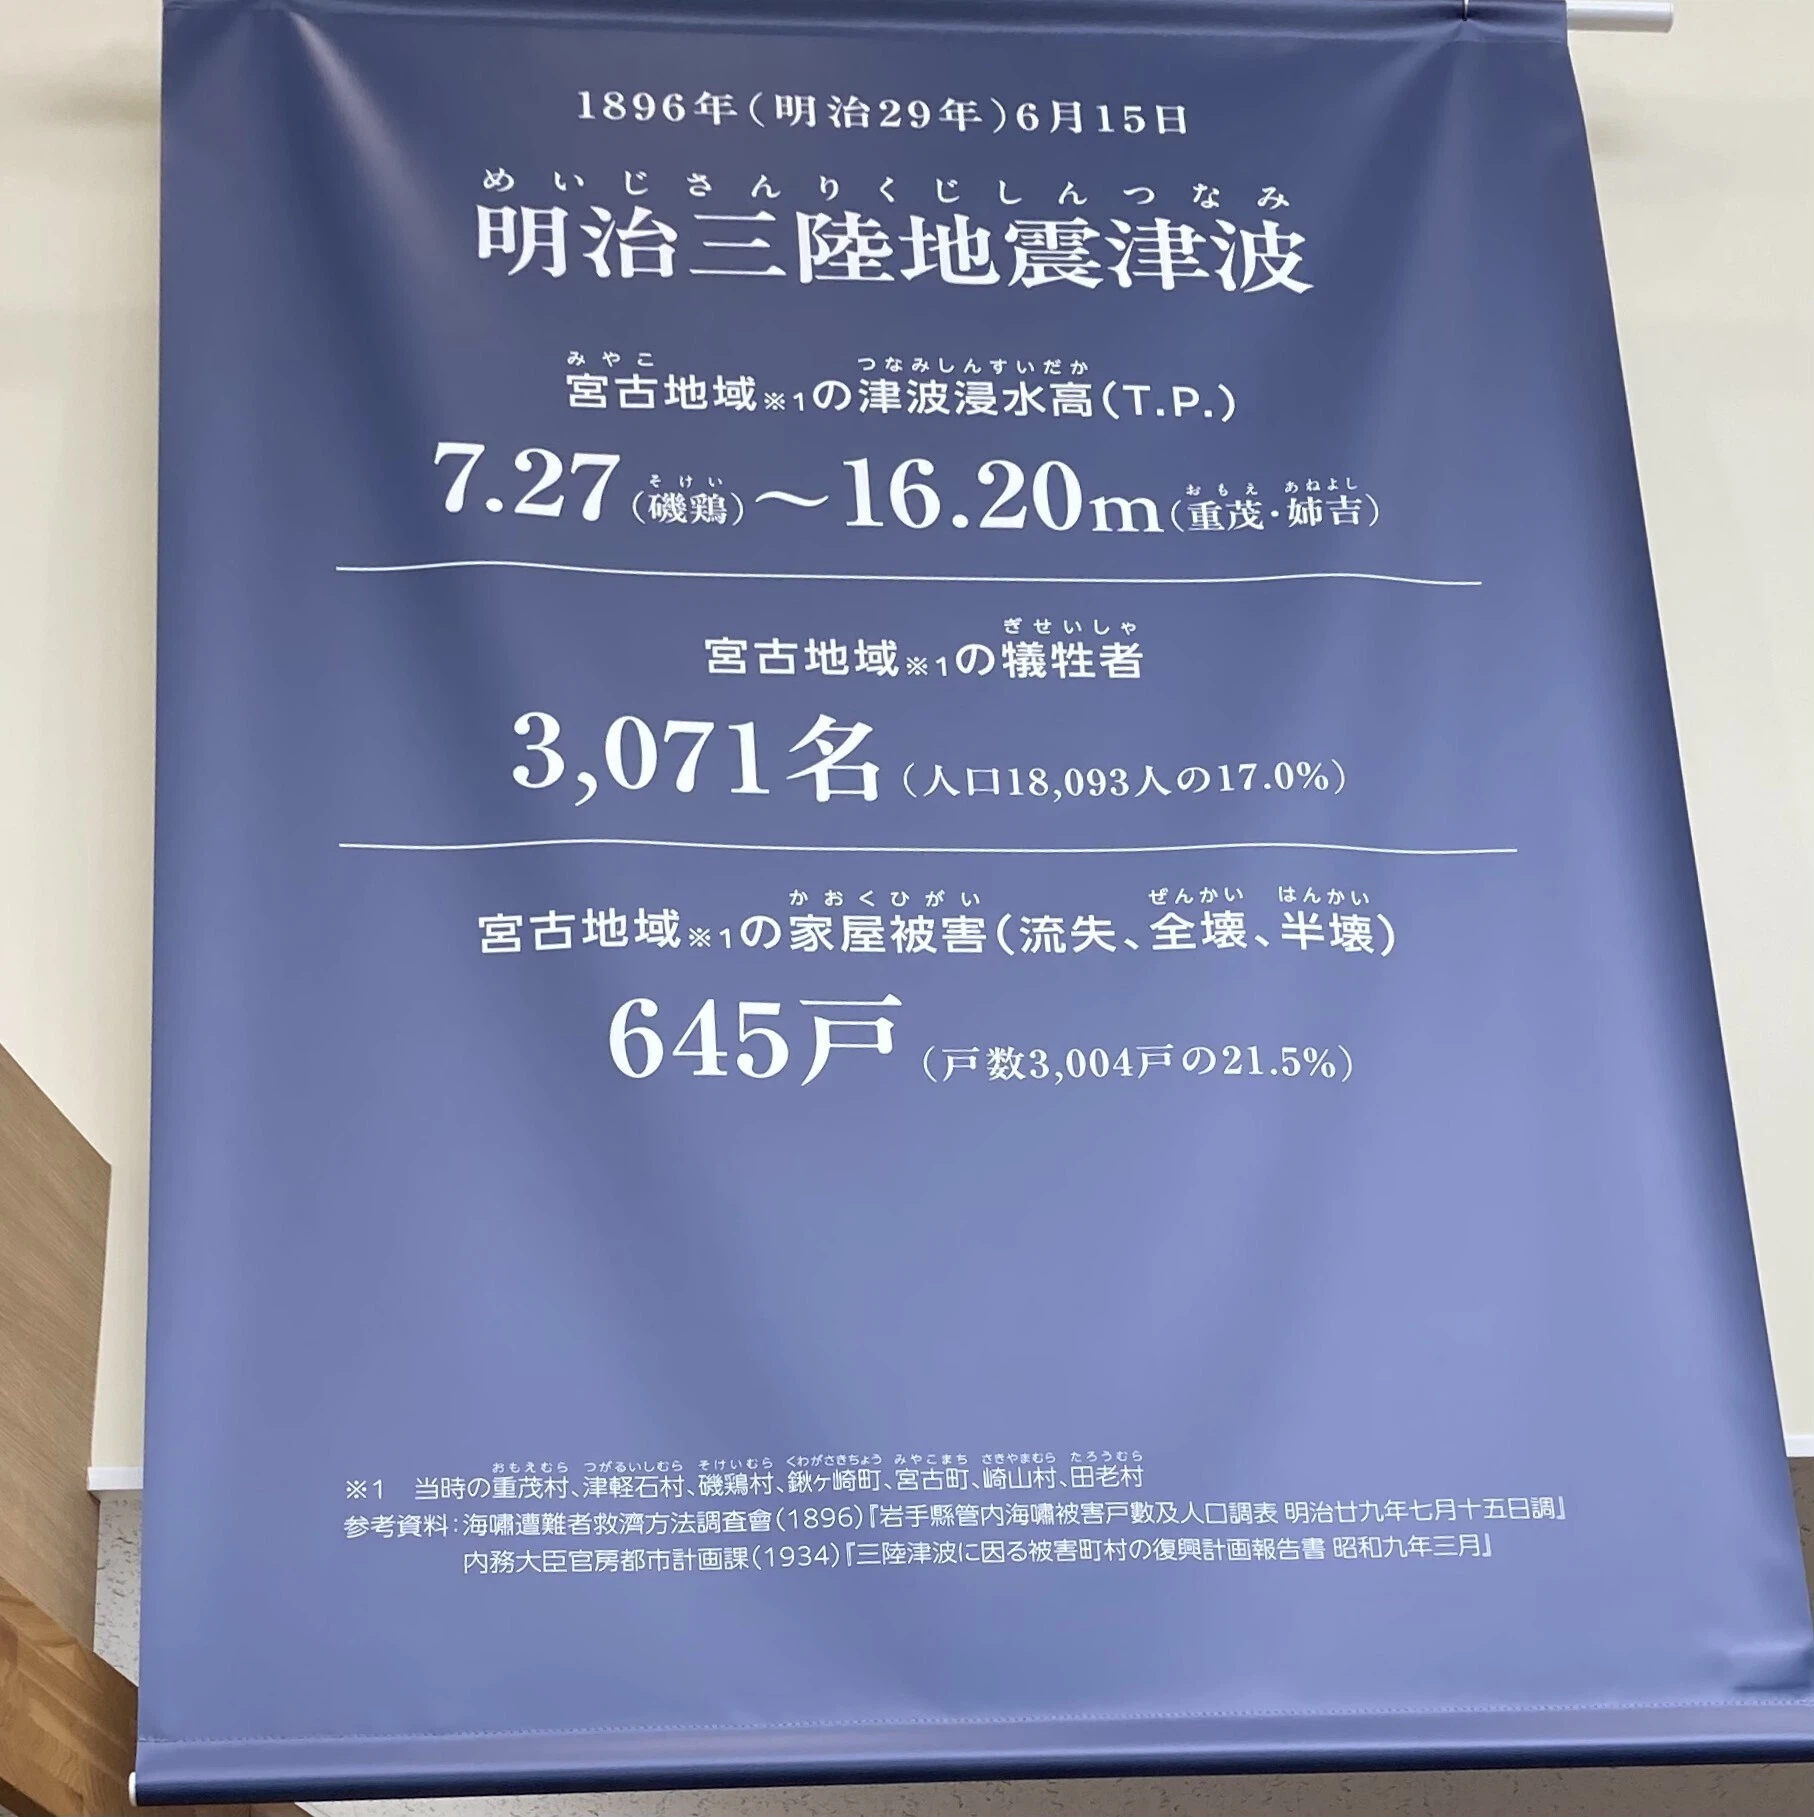 1896年(明治29年)6月15日
めいじさんりくじしんつなみ
明治三陸地震津波
みやこ つなみしんすいだか
宮古地域※1の津波浸水高(T.P.)
そけい おもえ あねよし
7.27(磯鶏)〜16.20m(重茂・姉吉)
ぎせいしゃ
宮古地域※1の犠牲者
3,071名(人口18,093人の17.0%)
かおくひがい ぜんかい はんかい
宮古地域※1の家屋被害(流失、全壊、半壊)
645戸(戸数3,004戸の21.5%)
おもえむら つがるいしむら そけいむら くわがさきちょう みやこまち さきやまむら たろうむら
※1 当時の重茂村、津軽石村、磯鶏村、鍬ヶ崎町、宮古町、崎山村、田老村
参考資料:海嘯遭難者救濟方法調査會(1896)『岩手縣管内海嘯被害戸數及人口調表 明治廿九年七月十五日調』
内務大臣官房都市計画課(1934)『三陸津波に因る被害町村の復興計画報告書 昭和九年三月』